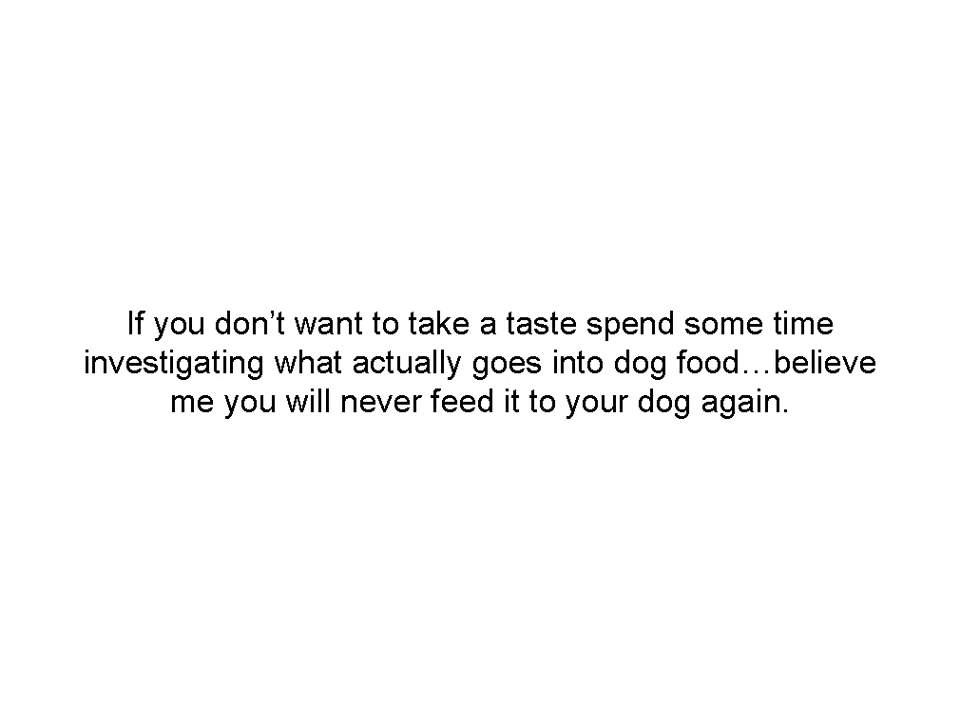 If you don’t want to take a taste spend some time
investigating what actually goes into dog food…believe
me you will never feed it to your dog again.